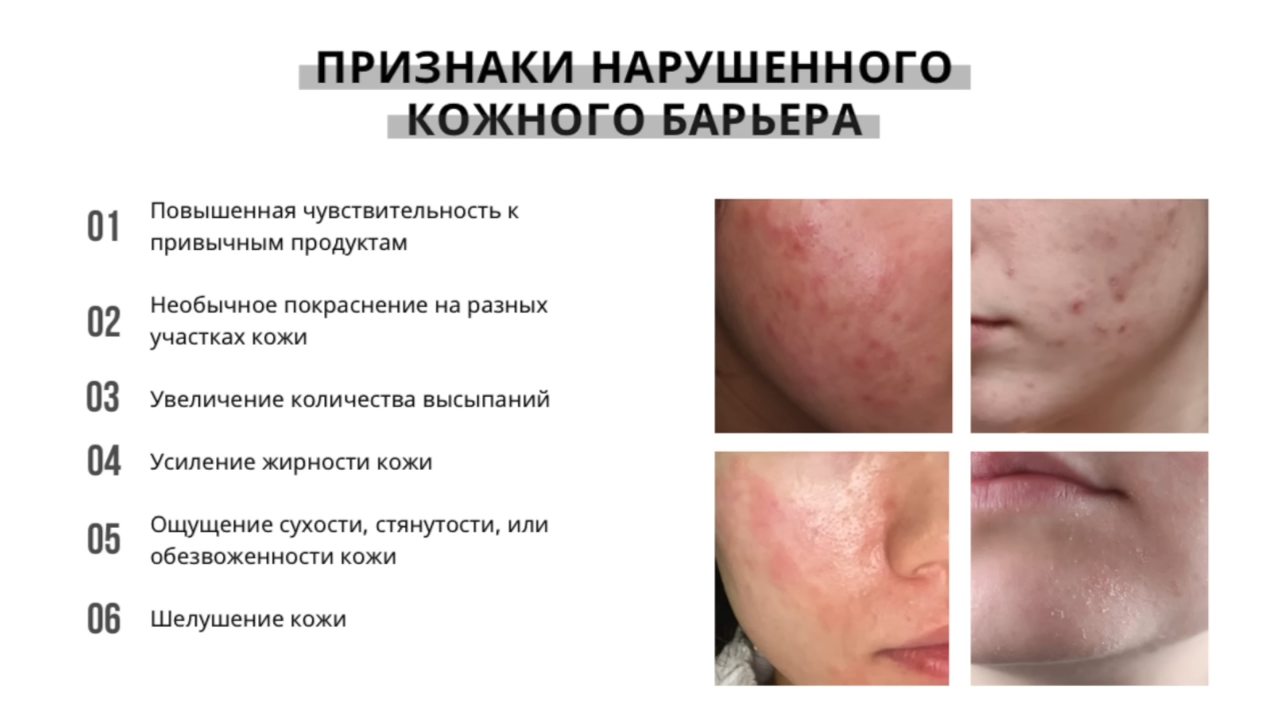 ПРИЗНАКИ НАРУШЕННОГО
КОЖНОГО БАРЬЕРА
01 Повышенная чувствительность к
привычным продуктам
02 Необычное покраснение на разных
участках кожи
03 Увеличение количества высыпаний
04 Усиление жирности кожи
05 Ощущение сухости, стянутости, или
обезвоженности кожи
06 Шелушение кожи